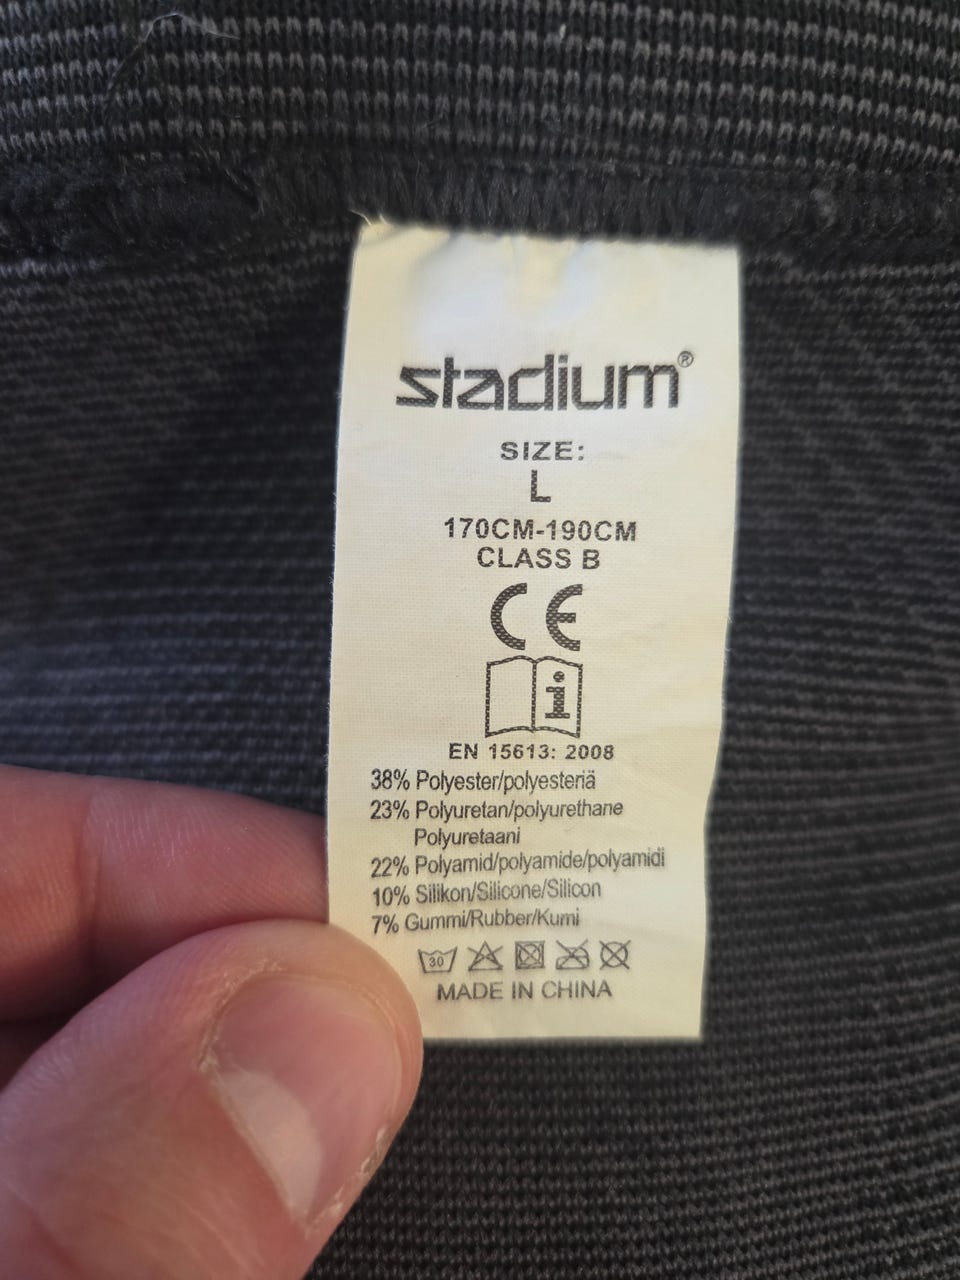 stadium®
SIZE:
L
170CM-190CM
CLASS B
CE
i
EN 15613: 2008
38% Polyester/polyesteriä
23% Polyuretan/polyurethane
Polyuretaani
22% Polyamid/polyamide/polyamidi
10% Silikon/Silicone/Silicon
7% Gummi/Rubber/Kumi
30
MADE IN CHINA